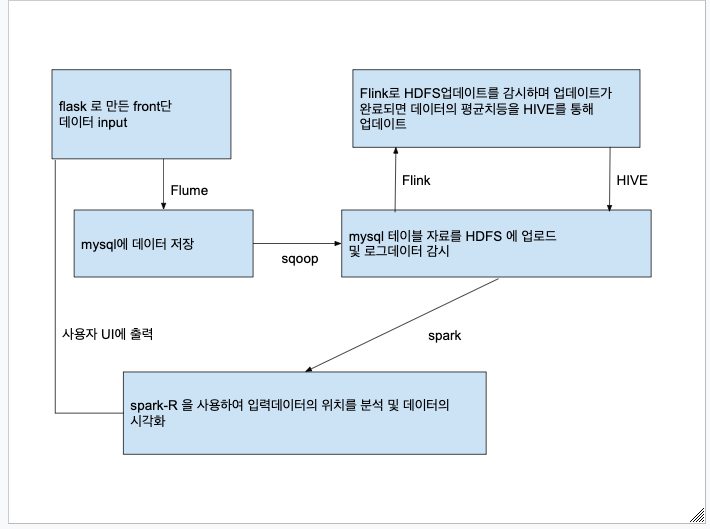 flask 로 만든 front단
데이터 input
Flink로 HDFS업데이트를 감시하며 업데이트가
완료되면 데이터의 평균치등을 HIVE를 통해
업데이트
Flume
Flink
HIVE
mysql에 데이터 저장
sqoop
mysql 테이블 자료를 HDFS 에 업로드
및 로그데이터 감시
사용자 UI에 출력
spark
spark-R 을 사용하여 입력데이터의 위치를 분석 및 데이터의
시각화